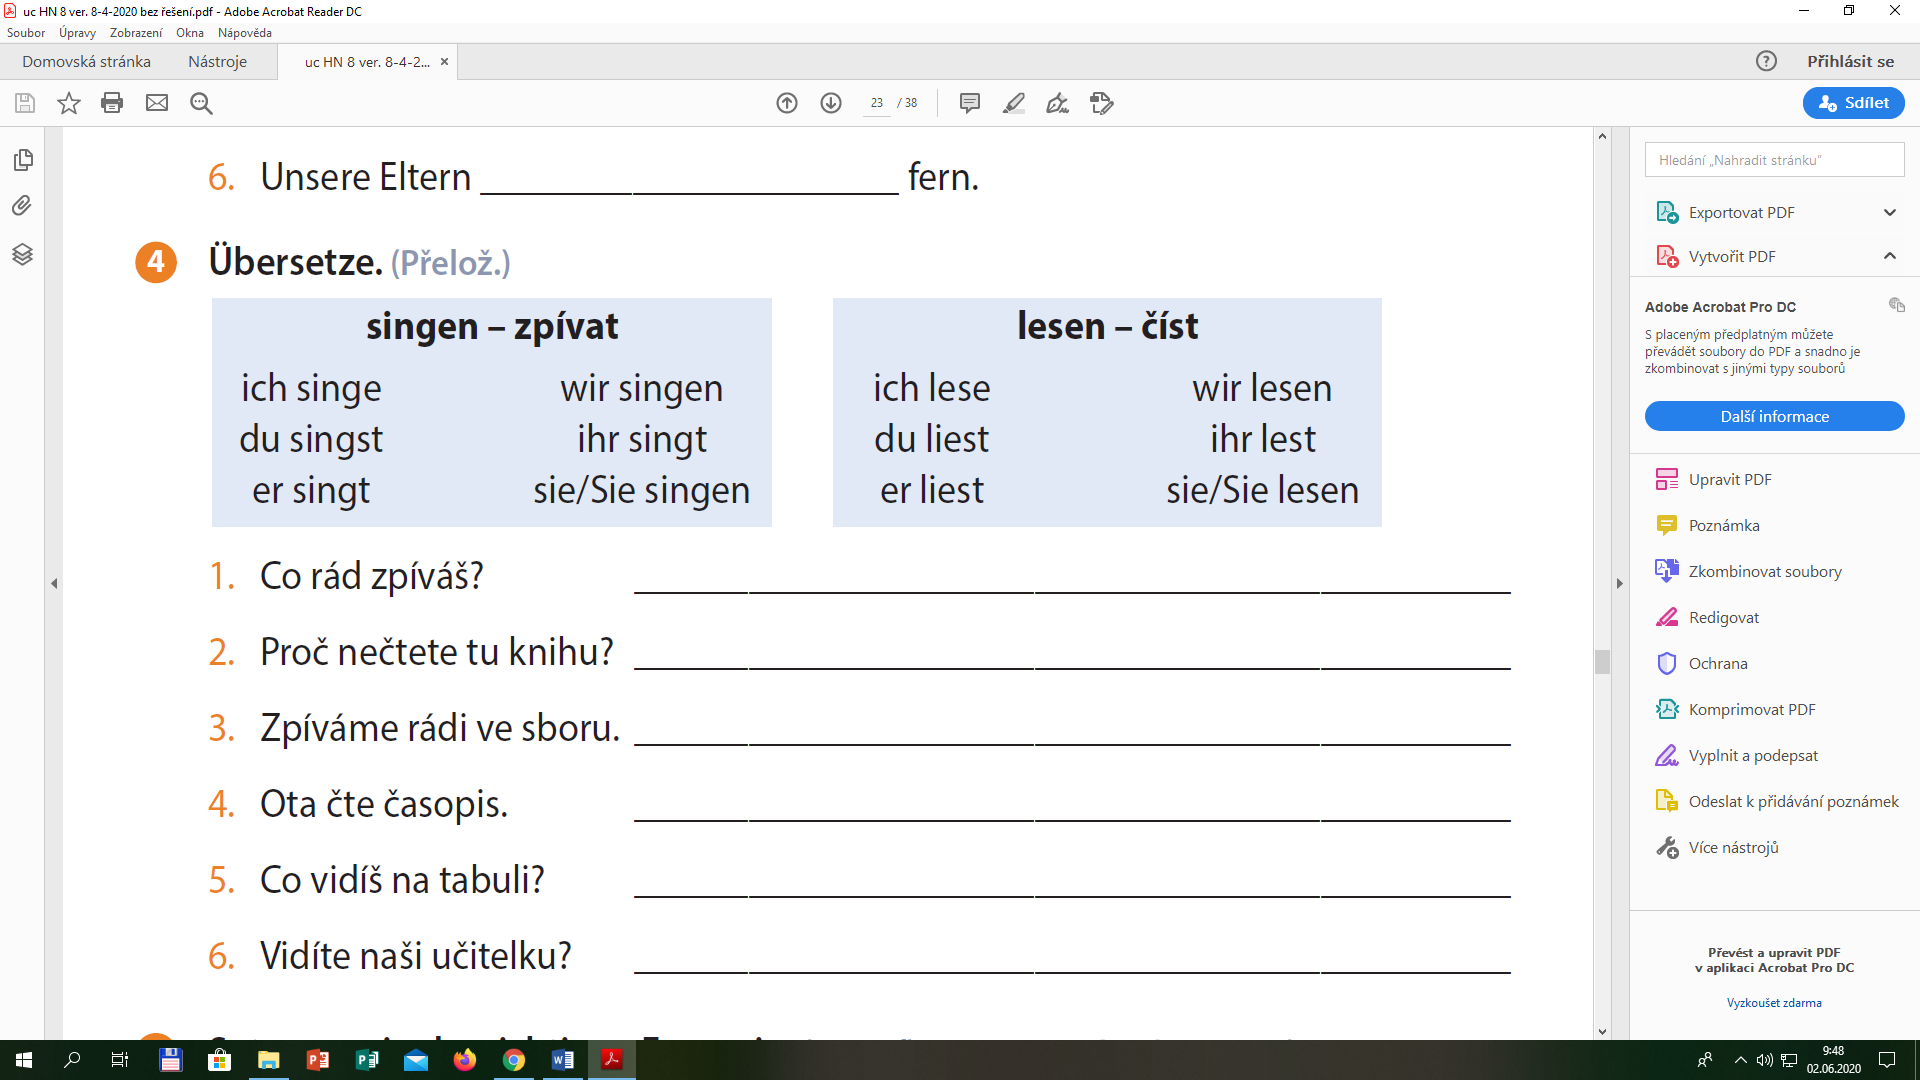 uc HN 8 ver. 8-4-2020 bez řešení.pdf - Adobe Acrobat Reader DC
Soubor Úpravy Zobrazení Okna Nápověda
Domovská stránka Nástroje uc HN 8 ver. 8-4-2... × Přihlásit se
23 / 38 Sdílet
6. Unsere Eltern ______________________ fern.
4 Übersetze. (Přelož.)
singen – zpívat
ich singe wir singen
du singst ihr singt
er singt sie/Sie singen
lesen – číst
ich lese wir lesen
du liest ihr lest
er liest sie/Sie lesen
1. Co rád zpíváš?
2. Proč nečtete tu knihu?
3. Zpíváme rádi ve sboru.
4. Ota čte časopis.
5. Co vidíš na tabuli?
6. Vidíte naši učitelku?
Hledání „Nahradit stránku“
Exportovat PDF
Vytvořit PDF
Adobe Acrobat Pro DC
S placeným předplatným můžete
převádět soubory do PDF a snadno je
zkombinovat s jinými typy souborů
Další informace
Upravit PDF
Poznámka
Zkombinovat soubory
Redigovat
Ochrana
Komprimovat PDF
Vyplnit a podepsat
Odeslat k přidávání poznámek
Více nástrojů
Převést a upravit PDF
v aplikaci Acrobat Pro DC
Vyzkoušet zdarma
9:48
02.06.2020